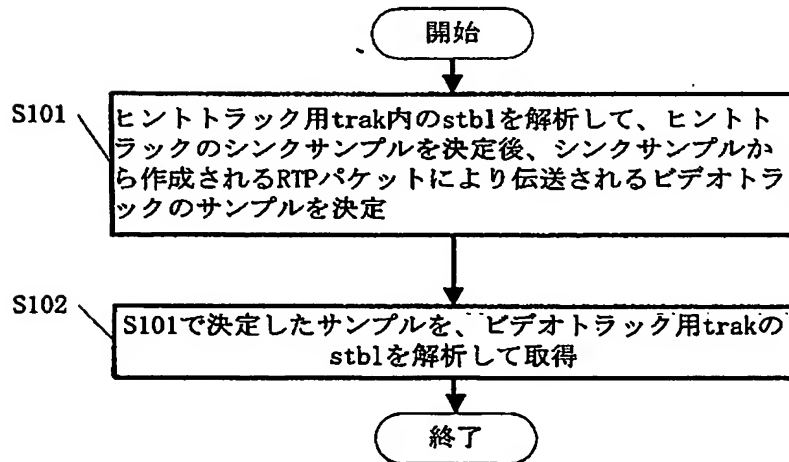 開始
S101
ヒントトラック用trak内のstblを解析して、ヒントト
ラックのシンクサンプルを決定後、シンクサンプルか
ら作成されるRTPパケットにより伝送されるビデオトラ
ックのサンプルを決定
S102
S101で決定したサンプルを、ビデオトラック用trakの
stblを解析して取得
終了